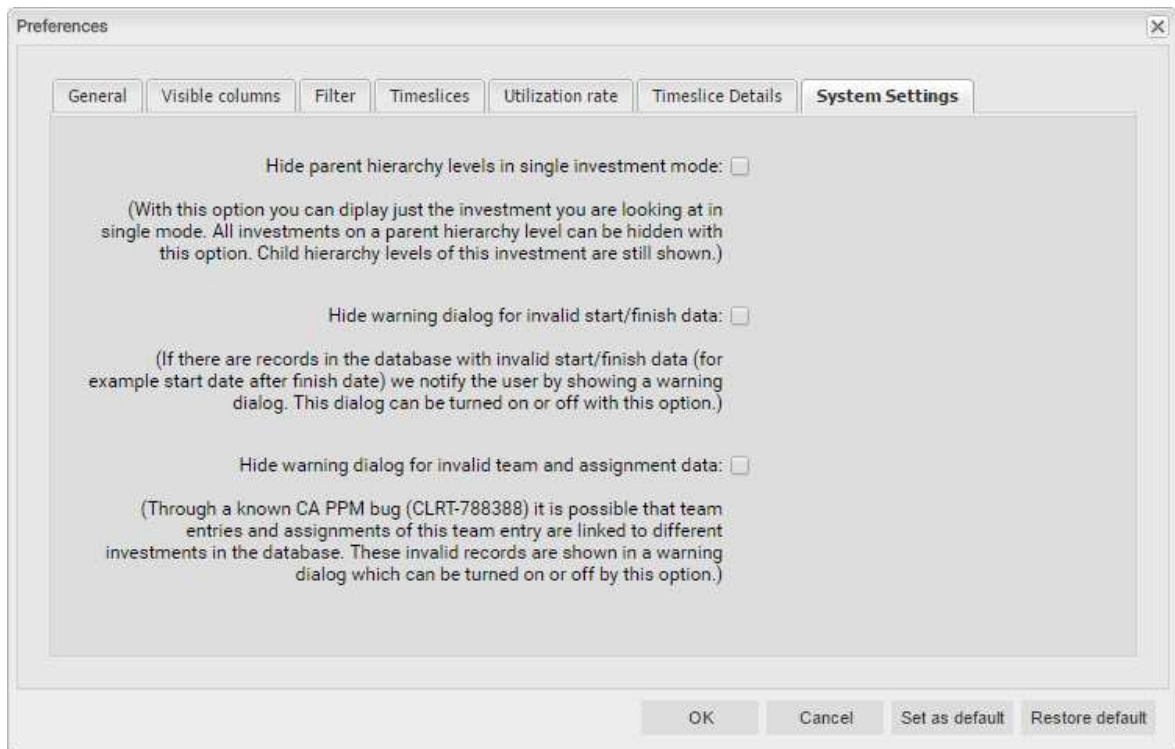 Preferences
General Visible columns Filter Timeslices Utilization rate Timeslice Details System Settings
Hide parent hierarchy levels in single investment mode:
(With this option you can diplay just the investment you are looking at in
single mode. All investments on a parent hierarchy level can be hidden with
this option. Child hierarchy levels of this investment are still shown.)
Hide warning dialog for invalid start/finish data:
(If there are records in the database with invalid start/finish data (for
example start date after finish date) we notify the user by showing a warning
dialog. This dialog can be turned on or off with this option.)
Hide warning dialog for invalid team and assignment data:
(Through a known CA PPM bug (CLRT-788388) it is possible that team
entries and assignments of this team entry are linked to different
investments in the database. These invalid records are shown in a warning
dialog which can be turned on or off by this option.)
OK Cancel Set as default Restore default